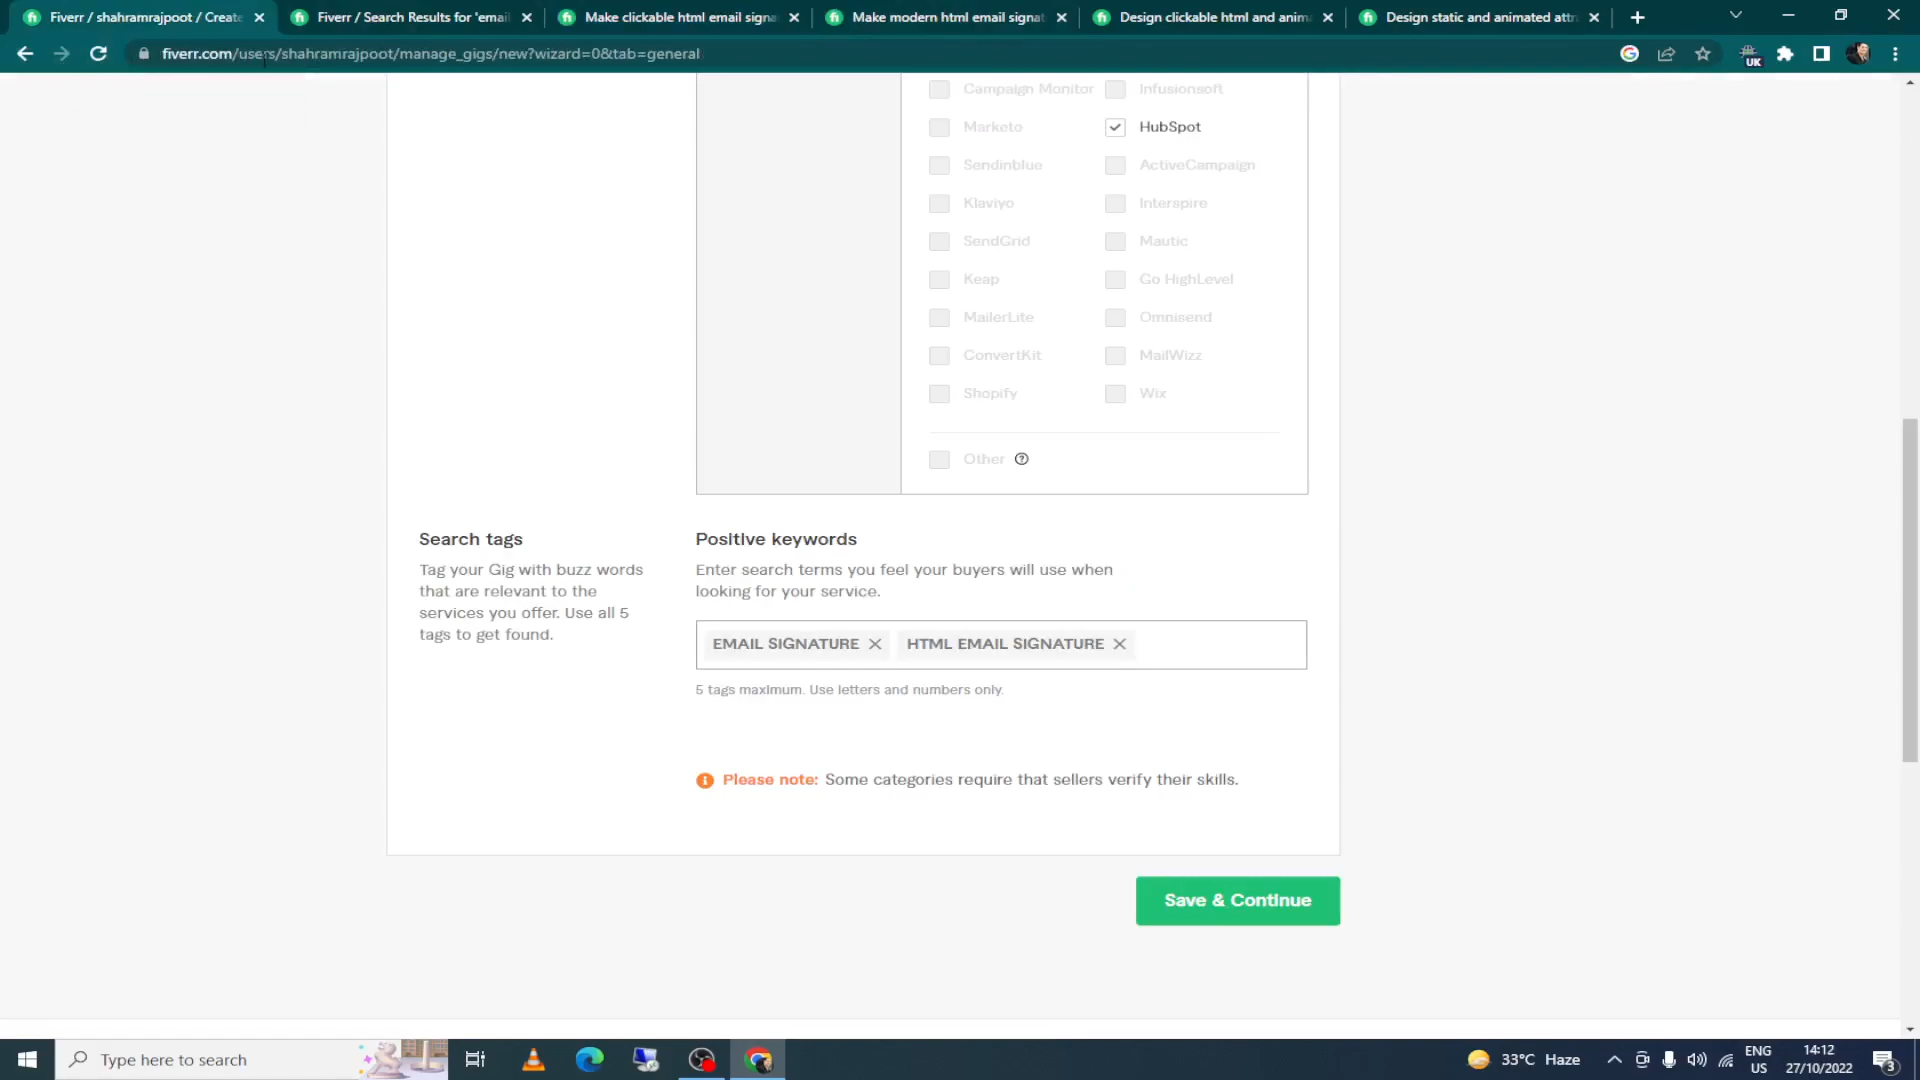 Fiverr / shahramrajpoot / Create
Fiverr / Search Results for 'email
Make clickable html email signa
Make modern html email signat
Design clickable html and anima
Design static and animated attr
fiverr.com/users/shahramrajpoot/manage_gigs/new?wizard=0&tab=general
UK
Campaign Monitor
Infusionsoft
Marketo
HubSpot
Sendinblue
ActiveCampaign
Klaviyo
Interspire
SendGrid
Mautic
Keap
Go HighLevel
MailerLite
Omnisend
ConvertKit
MailWizz
Shopify
Wix
Other
Search tags
Tag your Gig with buzz words
that are relevant to the
services you offer. Use all 5
tags to get found.
Positive keywords
Enter search terms you feel your buyers will use when
looking for your service.
EMAIL SIGNATURE
HTML EMAIL SIGNATURE
5 tags maximum. Use letters and numbers only.
Please note: Some categories require that sellers verify their skills.
Save & Continue
Type here to search
33°C Haze
ENG
US
14:12
27/10/2022
3